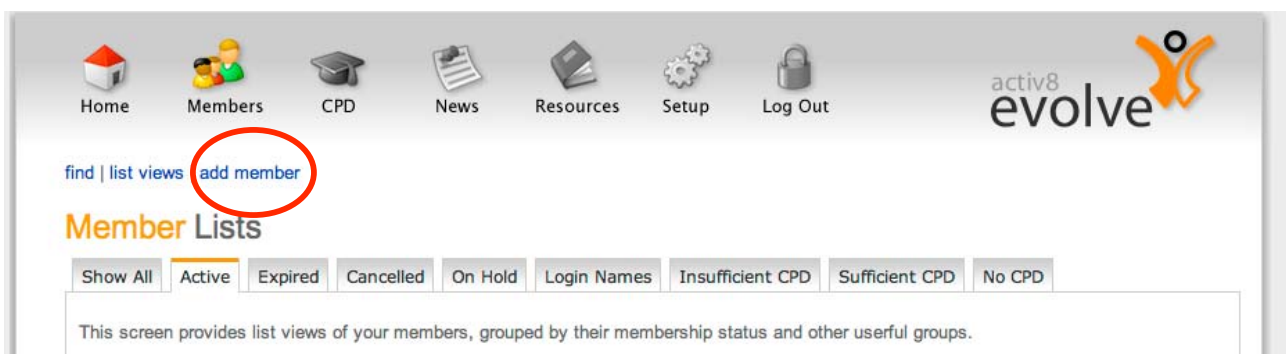 activ8
evolve
Home Members CPD News Resources Setup Log Out
find | list views add member
Member Lists
Show All Active Expired Cancelled On Hold Login Names Insufficient CPD Sufficient CPD No CPD
This screen provides list views of your members, grouped by their membership status and other userful groups.